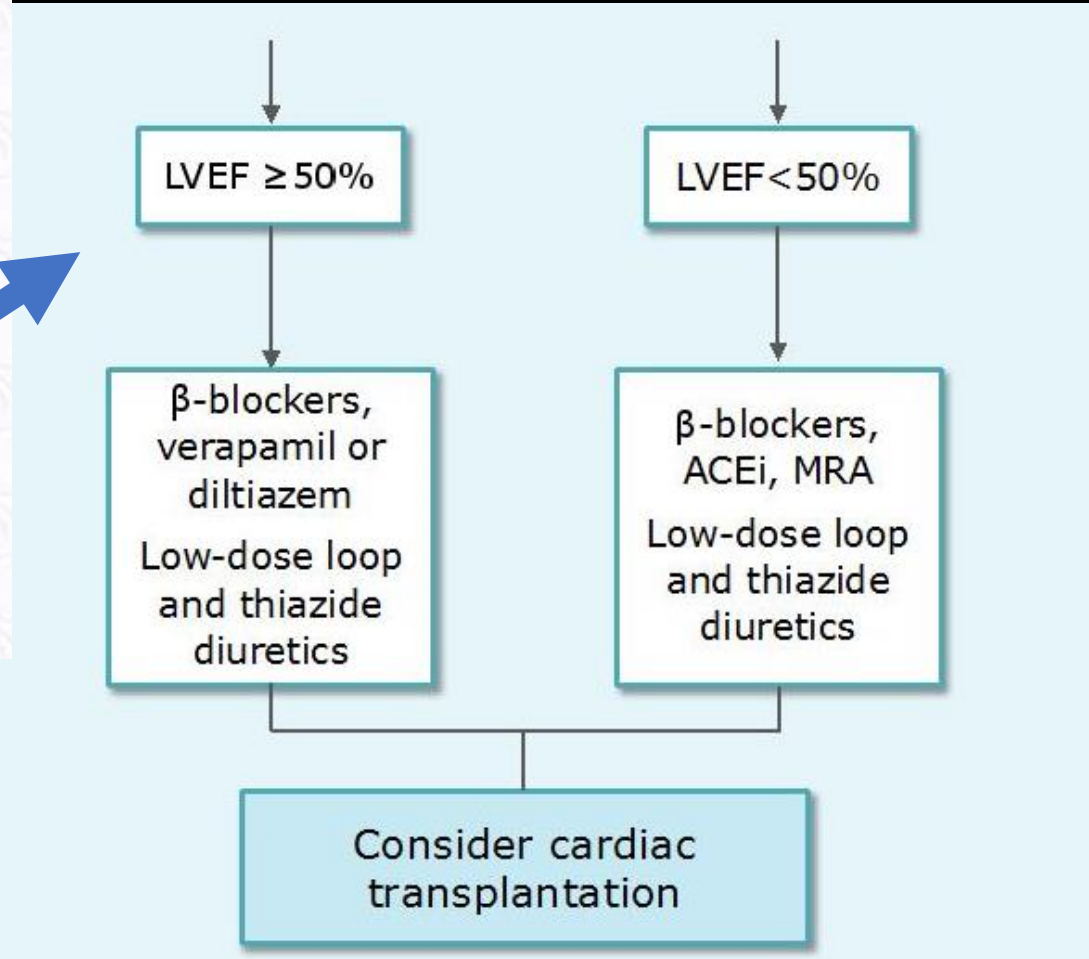 LVEF ≥50%
LVEF<50%
β-blockers,
verapamil or
diltiazem
Low-dose loop
and thiazide
diuretics
β-blockers,
ACEi, MRA
Low-dose loop
and thiazide
diuretics
Consider cardiac
transplantation